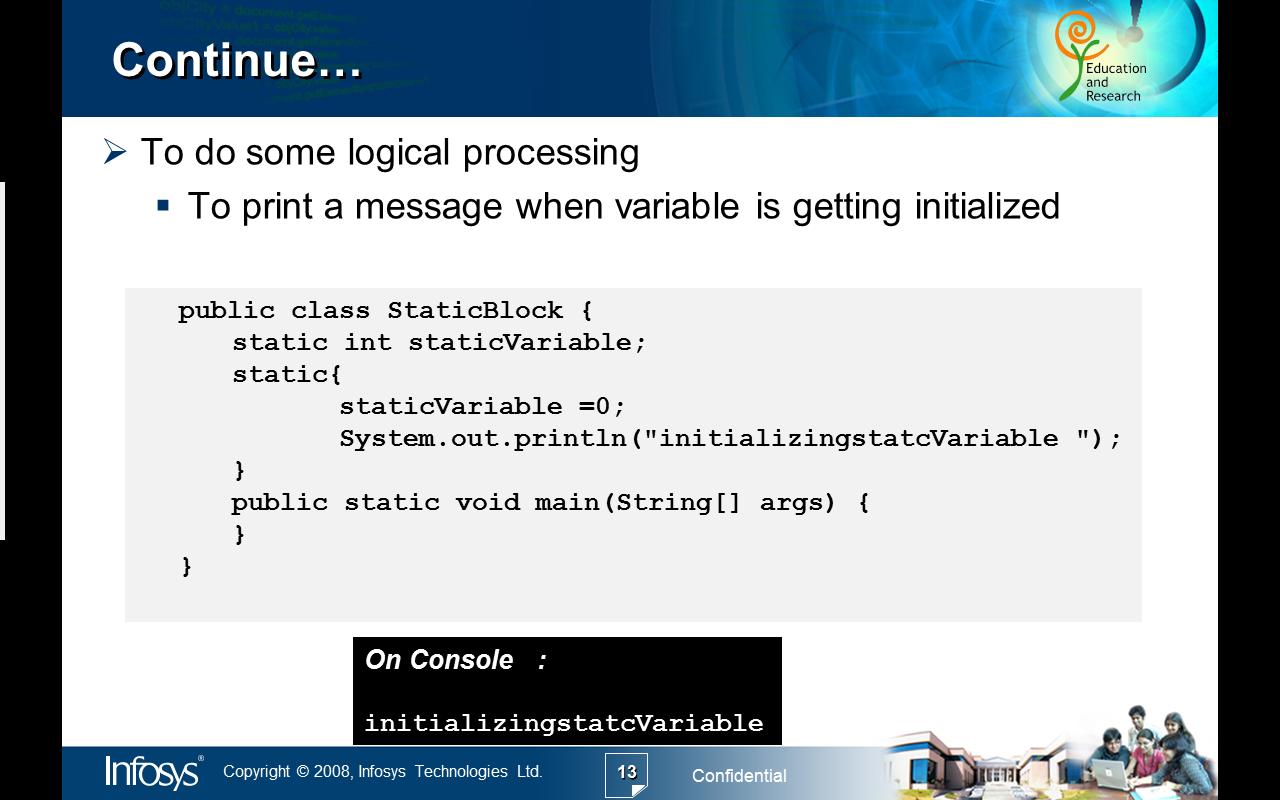 Continue…
Education
and
Research
To do some logical processing
To print a message when variable is getting initialized
public class StaticBlock {
static int staticVariable;
static{
staticVariable =0;
System.out.println("initializingstatcVariable ");
}
public static void main(String[] args) {
}
}
On Console :
initializingstatcVariable
Infosys®
Copyright © 2008, Infosys Technologies Ltd.
13
Confidential